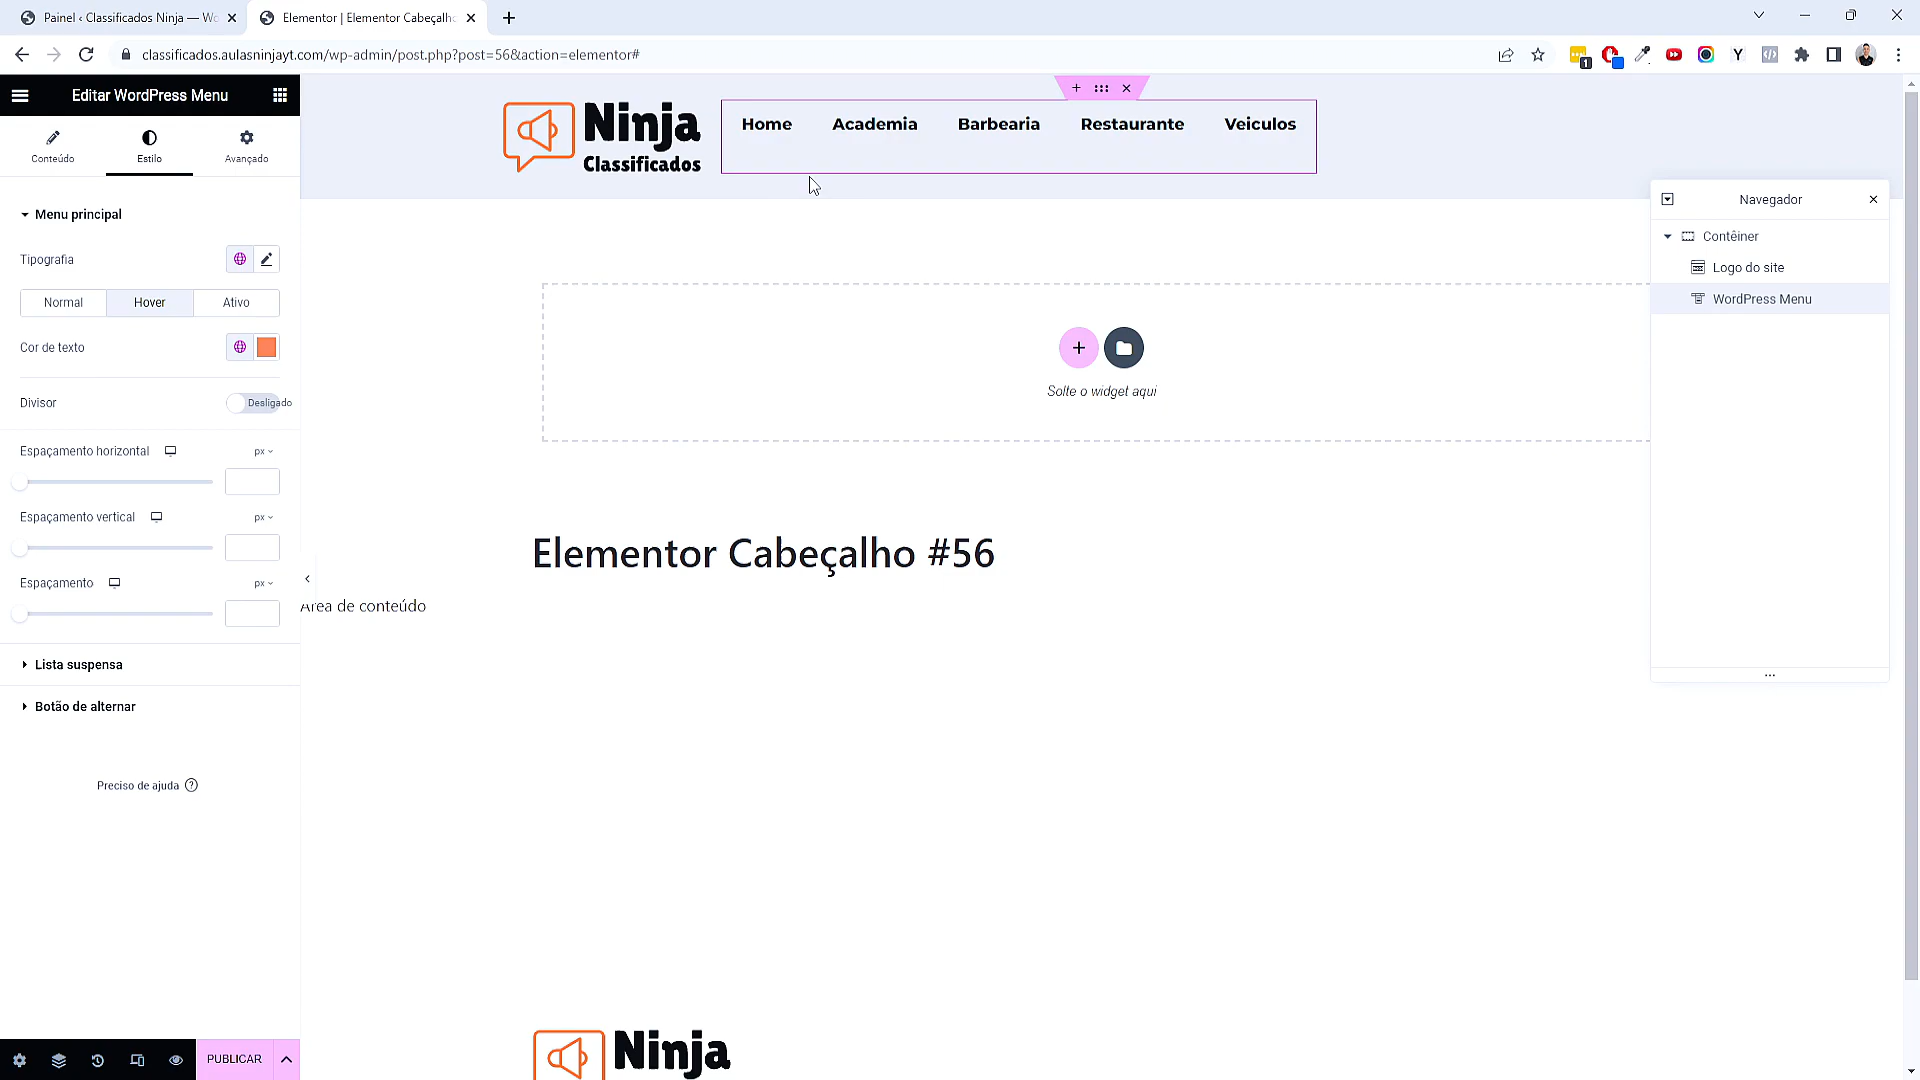 Painel ‹ Classificados Ninja — Wo
Elementor | Elementor Cabeçalh
classificados.aulasninjayt.com/wp-admin/post.php?post=56&action=elementor#
1
Y
Editar WordPress Menu
Conteúdo
Estilo
Avançado
Menu principal
Tipografia
Normal
Hover
Ativo
Cor de texto
Divisor
Desligado
Espaçamento horizontal
px
Espaçamento vertical
px
Espaçamento
px
Lista suspensa
Botão de alternar
Preciso de ajuda
PUBLICAR
Ninja
Classificados
Home
Academia
Barbearia
Restaurante
Veiculos
Solte o widget aqui
Elementor Cabeçalho #56
Área de conteúdo
Ninja
Navegador
Contêiner
Logo do site
WordPress Menu